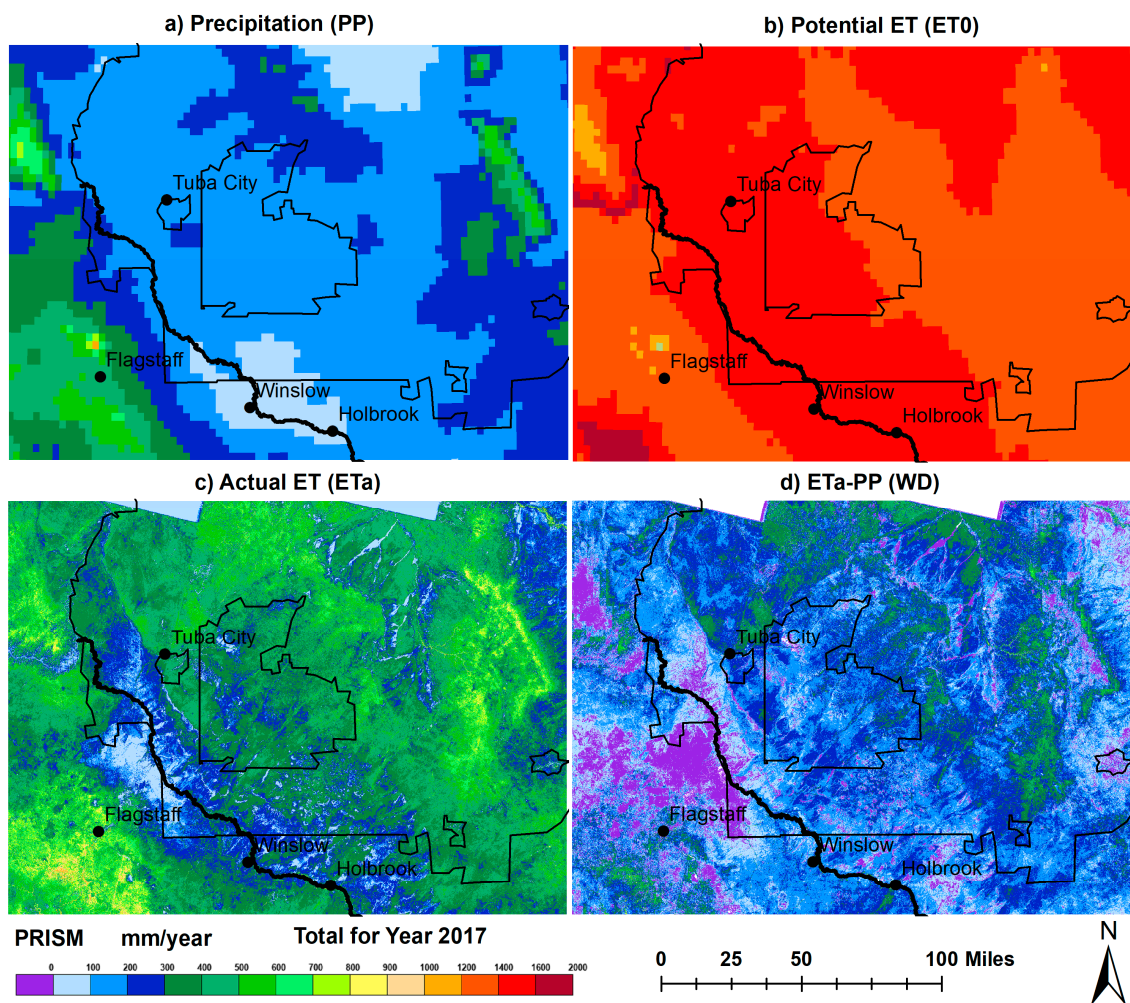 a) Precipitation (PP)
b) Potential ET (ET0)
Tuba City
Flagstaff
Winslow
Holbrook
Tuba City
Flagstaff
Winslow
Holbrook
c) Actual ET (ETa)
d) ETa-PP (WD)
Tuba City
Flagstaff
Winslow
Holbrook
Tuba City
Flagstaff
Winslow
Holbrook
PRISM mm/year Total for Year 2017
0 100 200 300 400 500 600 700 800 900 1000 1200 1400 1600 2000
0 25 50 100 Miles
N